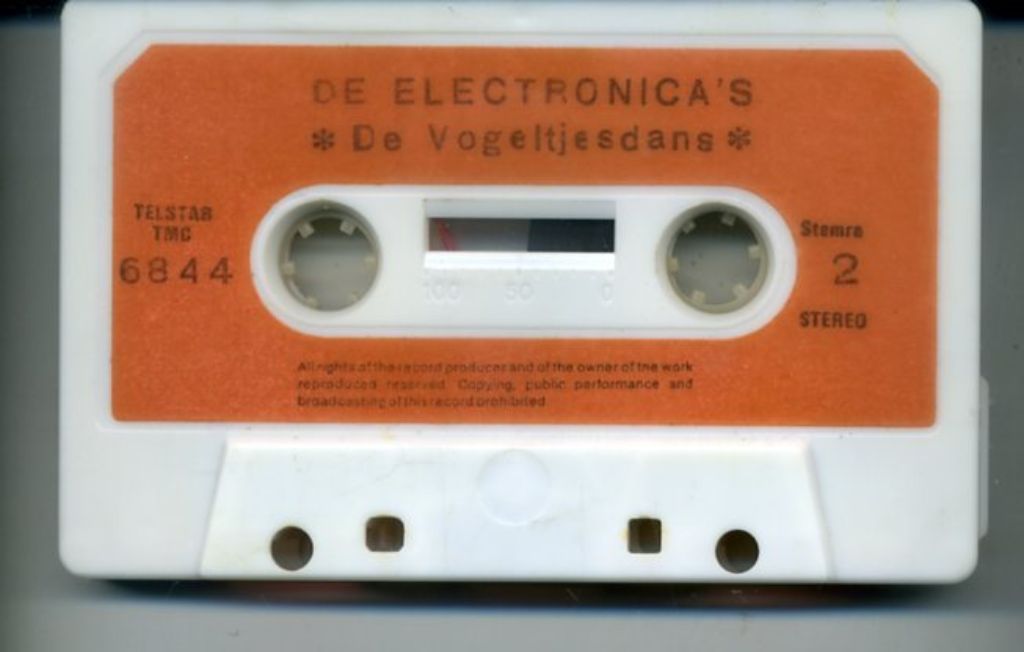 DE ELECTRONICA'S
* De Vogeltjesdans *
TELSTAR
TMC
6844
Stemra
2
STEREO
100 50 0
All rights of the record producer and of the owner of the work
reproduced reserved. Copying, public performance and
broadcasting of this record prohibited.